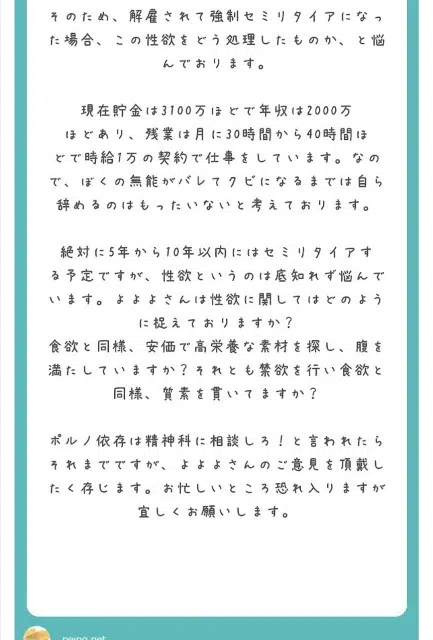 そのため、解雇されて強制セミリタイアになっ
た場合、この性欲をどう処理したものか、と悩
んでおります。
現在貯金は3100万ほどで年収は2000万
ほどあり、残業は月に30時間から40時間ほ
どで時給1万の契約で仕事をしています。なの
で、ぼくの無能がバレてクビになるまでは自ら
辞めるのはもったいないと考えております。
絶対に5年から10年以内にはセミリタイアす
る予定ですが、性欲というのは底知れず悩んで
います。よよよさんは性欲に関してはどのよう
に捉えておりますか？
食欲と同様、安価で高栄養な素材を探し、腹を
満たしていますか？それとも禁欲を行い食欲と
同様、質素を貫いてますか？
ポルノ依存は精神科に相談しろ！と言われたら
それまでですが、よよよさんのご意見を頂戴し
たく存じます。お忙しいところ恐れ入りますが
宜しくお願いします。
peing.net